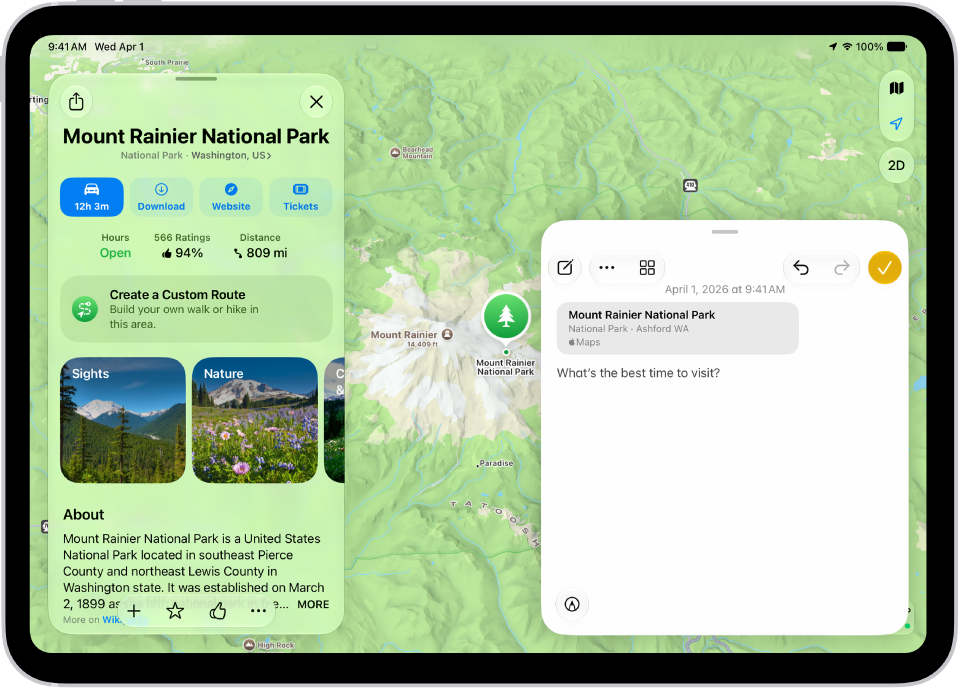 9:41 AM Wed Apr 1
100%
South Prairie
Mount Rainier National Park
National Park · Washington, US
12h 3m
Download
Website
Tickets
Hours
566 Ratings
Distance
Open
94%
809 mi
Create a Custom Route
Build your own walk or hike in
this area.
Sights
Nature
About
Mount Rainier National Park is a United States
National Park located in southeast Pierce
County and northeast Lewis County in
Washington state. It was established on March
2, 1899 as
MORE
More on Wiki
Bearhead
Mountain
410
2D
Mount Rainier
14,409 ft
Mount Rainier
National Park
Paradise
TATOOSH
High Rock
April 1, 2026 at 9:41 AM
Mount Rainier National Park
National Park · Ashford WA
Maps
What's the best time to visit?